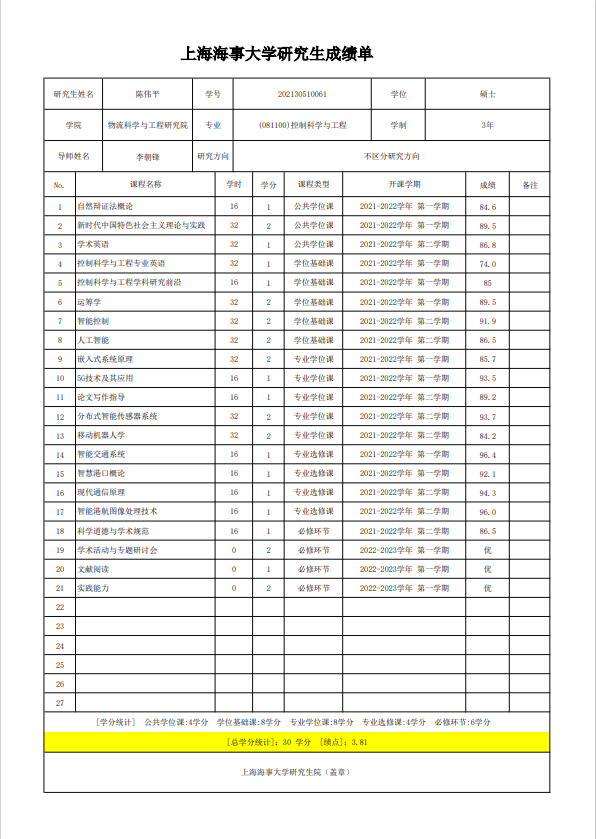 上海海事大学研究生成绩单
研究生姓名 陈伟平 学号 202130510061 学位 硕士
学院 物流科学与工程研究院 专业 (081100)控制科学与工程 学制 3年
导师姓名 李朝锋 研究方向 不区分研究方向
No. 课程名称 学时 学分 课程类型 开课学期 成绩 备注
1 自然辩证法概论 16 1 公共学位课 2021-2022学年 第一学期 84.6
2 新时代中国特色社会主义理论与实践 32 2 公共学位课 2021-2022学年 第一学期 89.5
3 学术英语 32 1 公共学位课 2021-2022学年 第二学期 86.8
4 控制科学与工程专业英语 32 1 学位基础课 2021-2022学年 第一学期 74.0
5 控制科学与工程学科研究前沿 16 1 学位基础课 2021-2022学年 第一学期 85
6 运筹学 32 2 学位基础课 2021-2022学年 第一学期 89.5
7 智能控制 32 2 学位基础课 2021-2022学年 第二学期 91.9
8 人工智能 32 2 学位基础课 2021-2022学年 第二学期 86.5
9 嵌入式系统原理 32 2 专业学位课 2021-2022学年 第一学期 85.7
10 5G技术及其应用 16 1 专业学位课 2021-2022学年 第一学期 93.5
11 论文写作指导 16 1 专业学位课 2021-2022学年 第二学期 89.2
12 分布式智能传感器系统 32 2 专业学位课 2021-2022学年 第二学期 93.7
13 移动机器人学 32 2 专业学位课 2021-2022学年 第二学期 84.2
14 智能交通系统 16 1 专业选修课 2021-2022学年 第一学期 96.4
15 智慧港口概论 16 1 专业选修课 2021-2022学年 第一学期 92.1
16 现代通信原理 16 1 专业选修课 2021-2022学年 第二学期 94.3
17 智能港航图像处理技术 16 1 专业选修课 2021-2022学年 第二学期 96.0
18 科学道德与学术规范 16 1 必修环节 2021-2022学年 第二学期 86.5
19 学术活动与专题研讨会 0 2 必修环节 2022-2023学年 第一学期 优
20 文献阅读 0 1 必修环节 2022-2023学年 第一学期 优
21 实践能力 0 2 必修环节 2022-2023学年 第一学期 优
22
23
24
25
26
27
[学分统计] 公共学位课:4学分 学位基础课:8学分 专业学位课:8学分 专业选修课:4学分 必修环节:6学分
[总学分统计]: 30 学分 [绩点]: 3.81
上海海事大学研究生院（盖章）